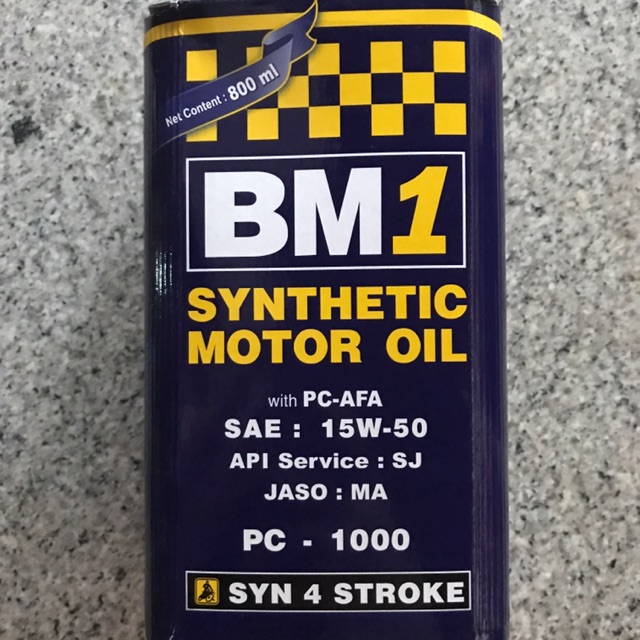 Net Content : 800 ml
BM1
SYNTHETIC
MOTOR OIL
with PC-AFA
SAE : 15W-50
API Service : SJ
JASO : MA
PC - 1000
SYN 4 STROKE